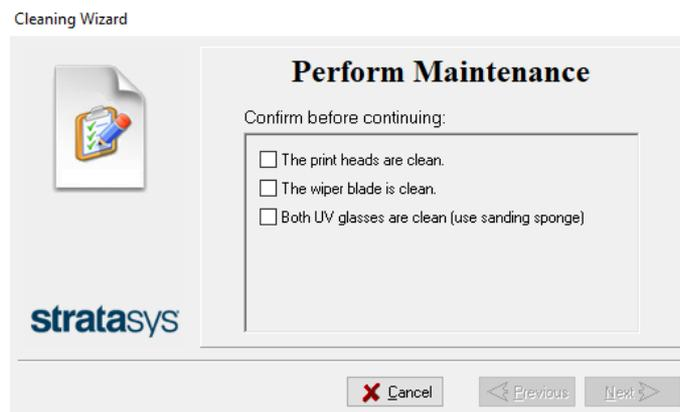 Cleaning Wizard
Perform Maintenance
Confirm before continuing:
The print heads are clean.
The wiper blade is clean.
Both UV glasses are clean (use sanding sponge)
stratasys
Cancel
Previous
Next